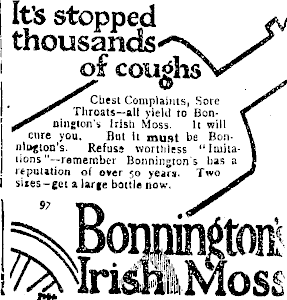 It's stopped
thousands
of coughs
Chest Complaints, Sore
Throats—all yield to Bon-
nington's Irish Moss. It will
cure you. But it must be Bon-
nington's. Refuse worthless "Imita-
tions"—remember Bonnington's has a
reputation of over 50 years. Two
sizes—get a large bottle now.
97
Bonnington's
Irish Moss